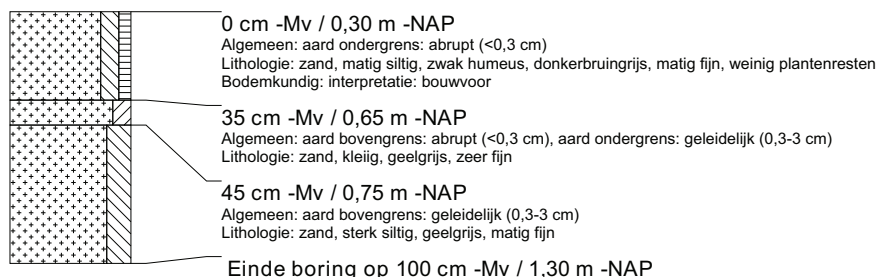 0 cm -Mv / 0,30 m -NAP
Algemeen: aard ondergrens: abrupt (<0,3 cm)
Lithologie: zand, matig siltig, zwak humeus, donkerbruingrijs, matig fijn, weinig plantenresten
Bodemkundig: interpretatie: bouwvoor
35 cm -Mv / 0,65 m -NAP
Algemeen: aard bovengrens: abrupt (<0,3 cm), aard ondergrens: geleidelijk (0,3-3 cm)
Lithologie: zand, kleiig, geelgrijs, zeer fijn
45 cm -Mv / 0,75 m -NAP
Algemeen: aard bovengrens: geleidelijk (0,3-3 cm)
Lithologie: zand, sterk siltig, geelgrijs, matig fijn
Einde boring op 100 cm -Mv / 1,30 m -NAP